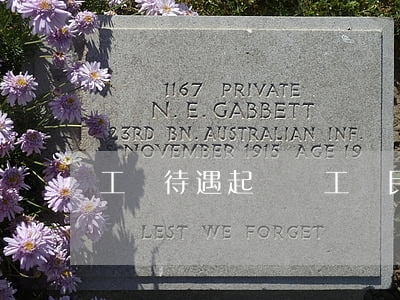 1167 PRIVATE
N. E. GABBETT
23RD BN. AUSTRALIAN INF.
NOVEMBER 1915 AGE 19
工 待遇起 工 民
LEST WE FORGET